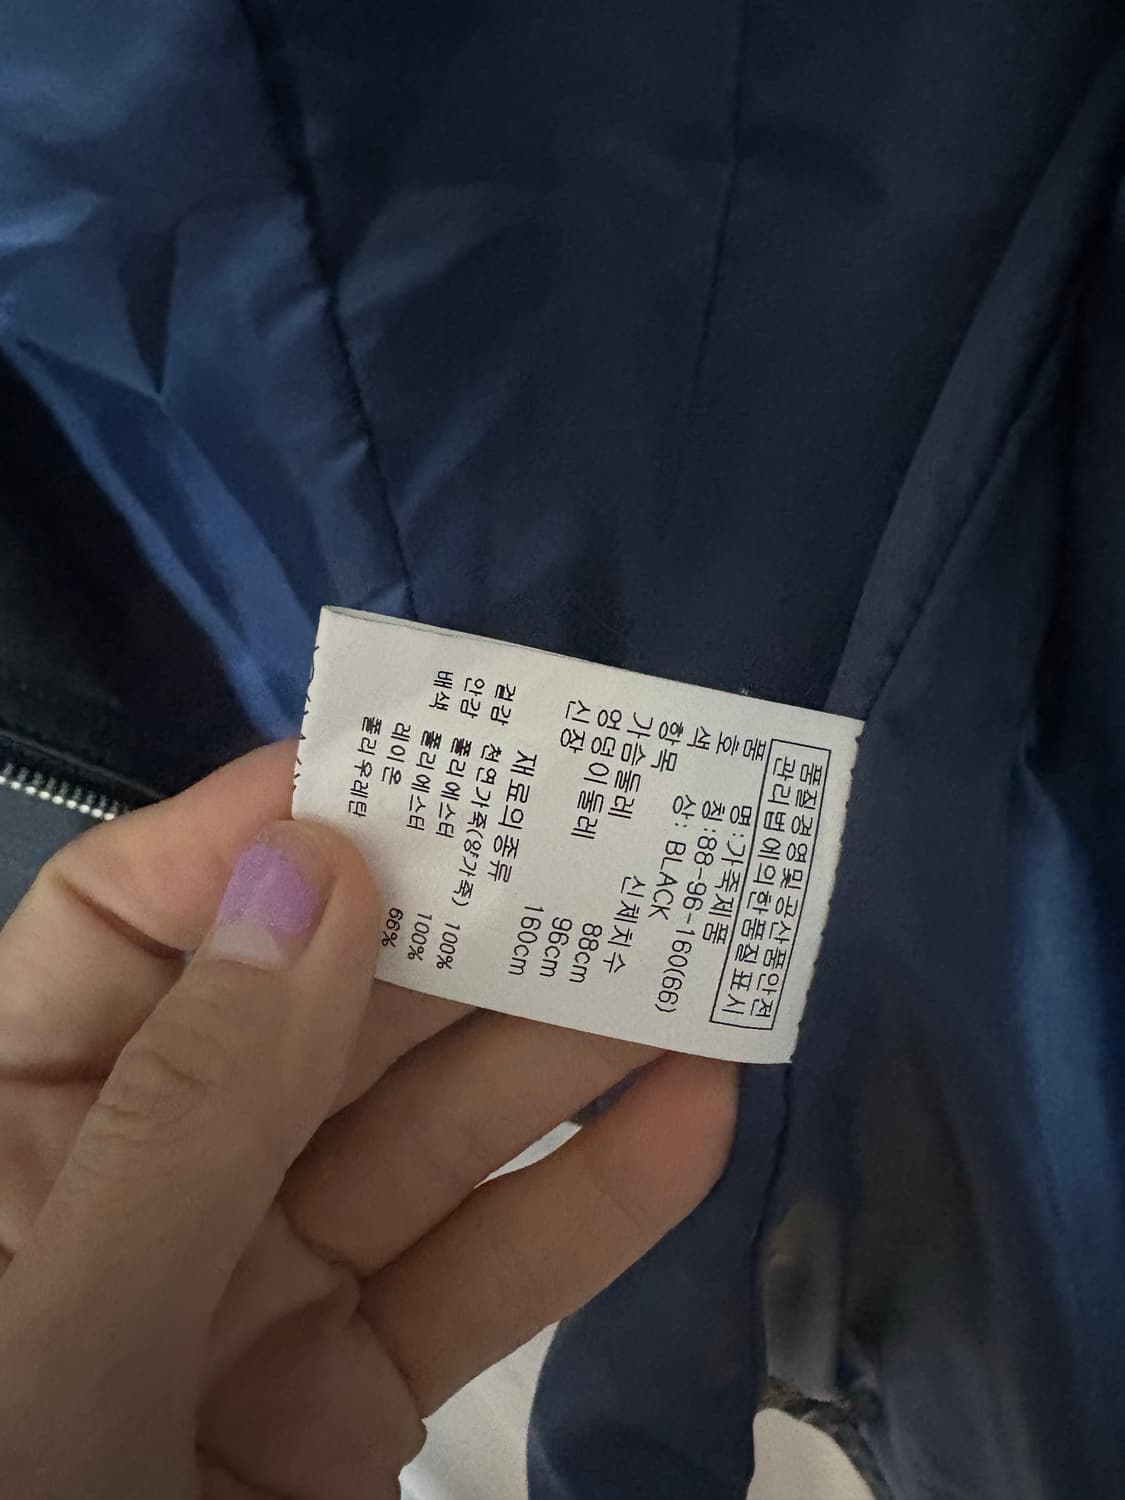 품질경영및공산품안전
관리법에의한품질표시
품 명:가죽제품
호 칭:88-96-160(66)
색 상: BLACK
항목 신체치수
가슴둘레 88cm
엉덩이둘레 96cm
신장 160cm
재료의종류
겉감 천연가죽(양가죽) 100%
안감 폴리에스터 100%
배색 폴리에스터 66%
레이온
폴리우레탄